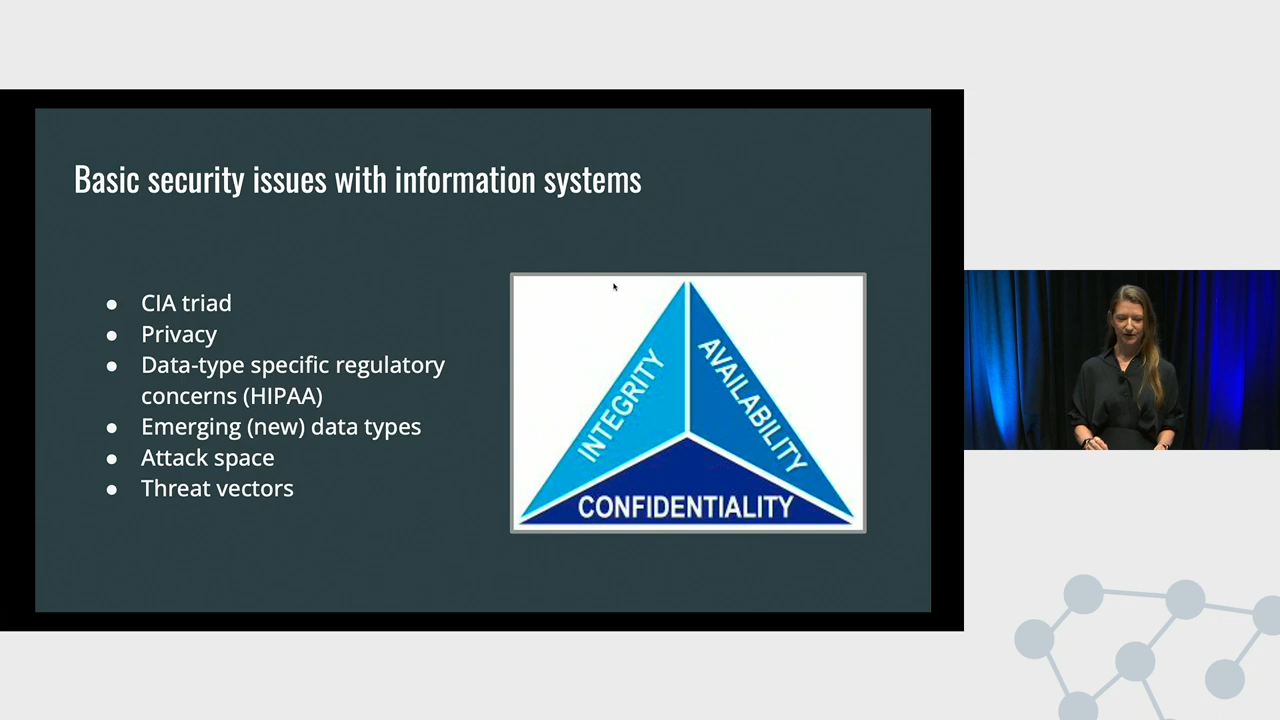 Basic security issues with information systems
● CIA triad
● Privacy
● Data-type specific regulatory
concerns (HIPAA)
● Emerging (new) data types
● Attack space
● Threat vectors
INTEGRITY
AVAILABILITY
CONFIDENTIALITY